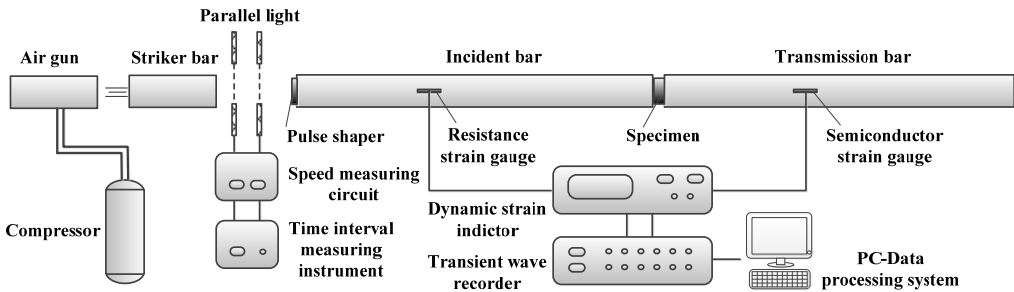 Parallel light
Air gun
Striker bar
Incident bar
Transmission bar
Pulse shaper
Resistance
strain gauge
Specimen
Semiconductor
strain gauge
Speed measuring
circuit
Compressor
Time interval
measuring
instrument
Dynamic strain
indictor
Transient wave
recorder
PC-Data
processing system